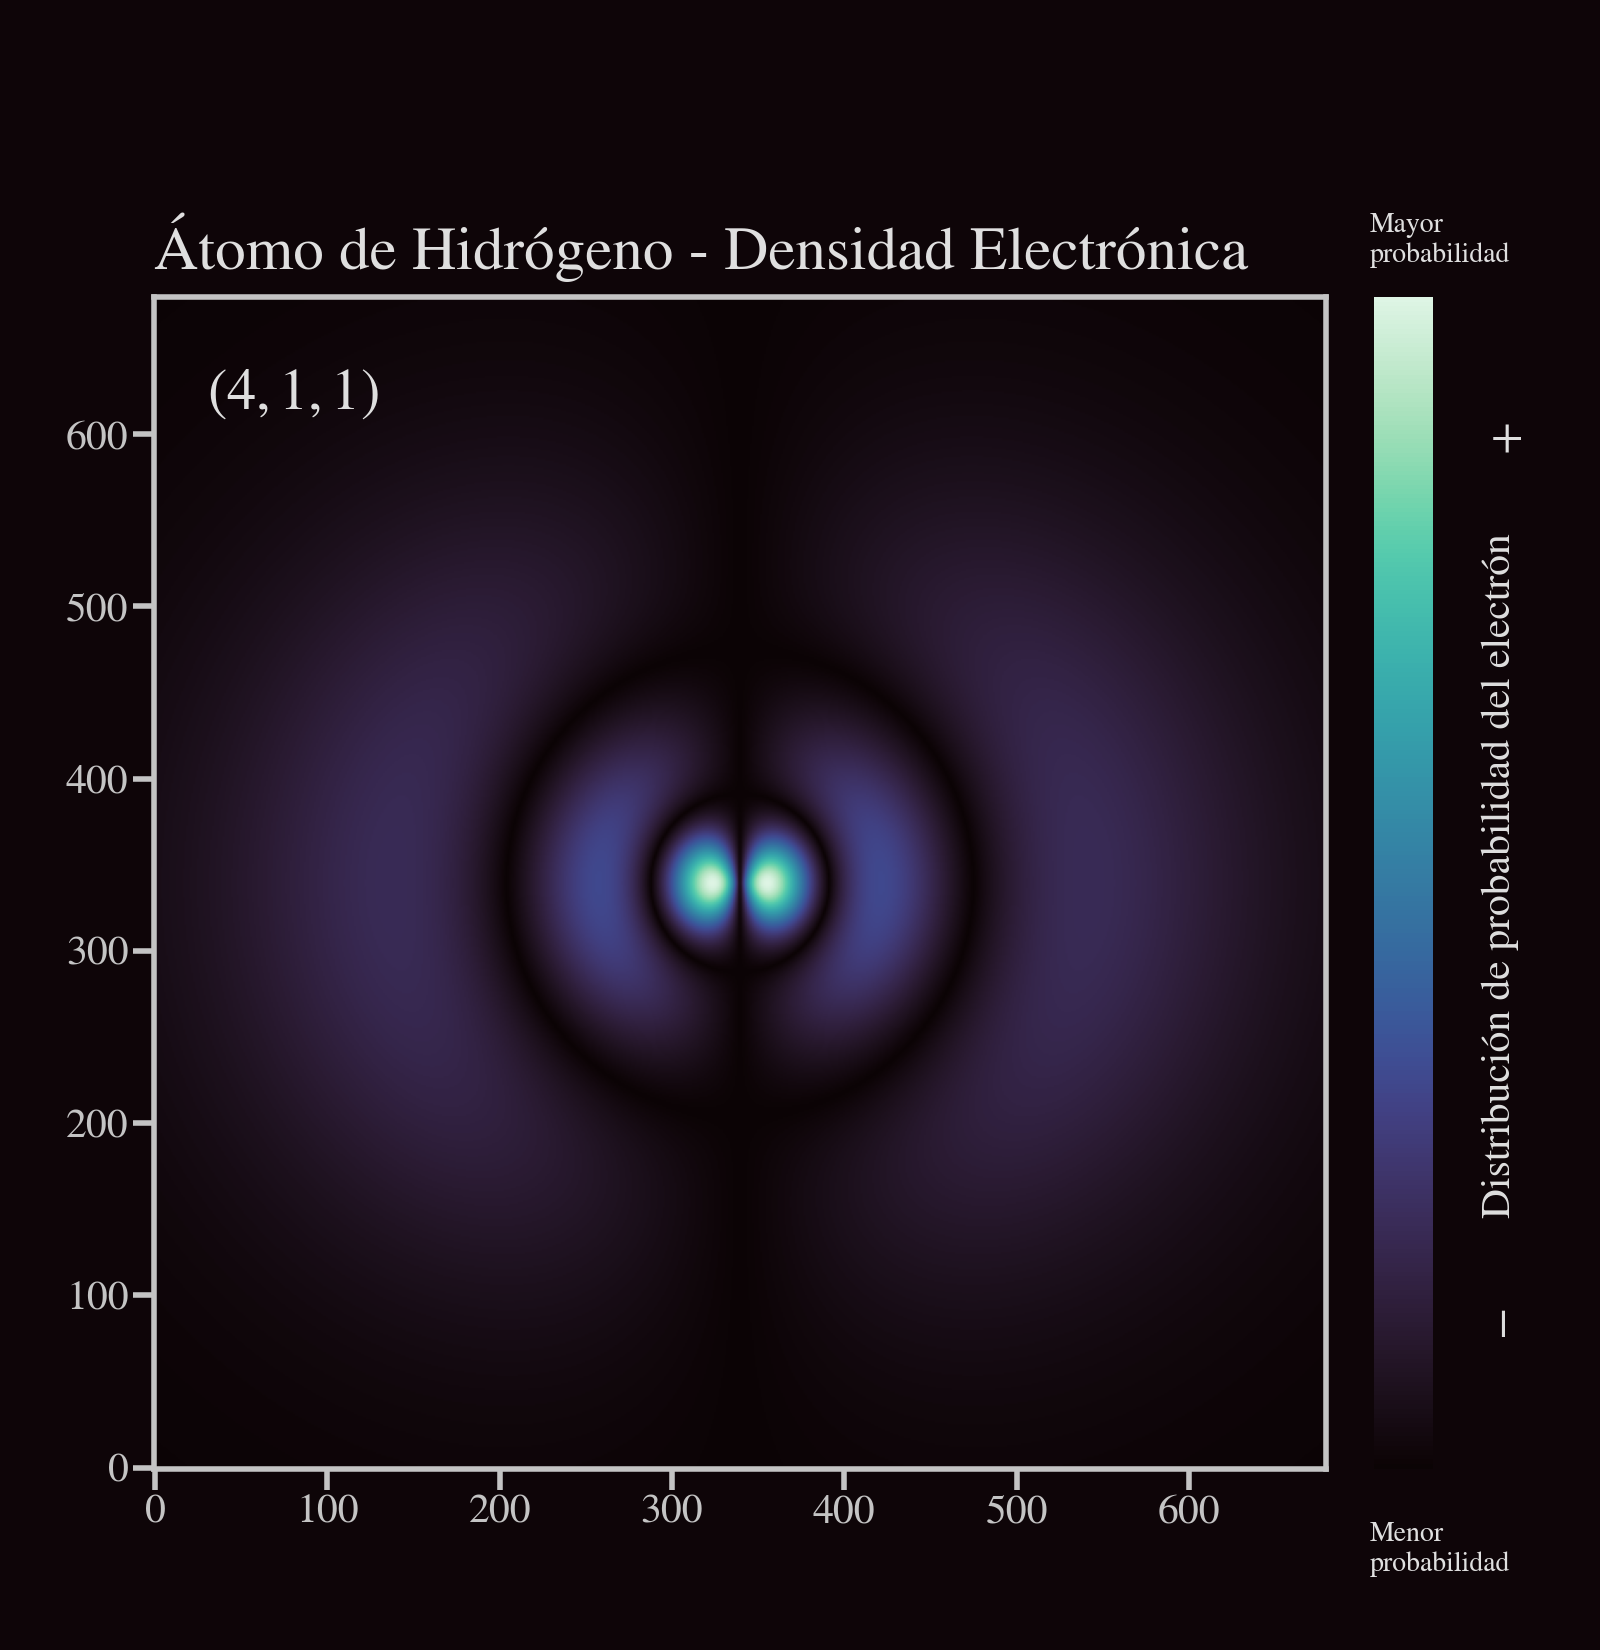 Átomo de Hidrógeno - Densidad Electrónica
Mayor
probabilidad
(4, 1, 1)
600
500
400
300
200
100
0
0 100 200 300 400 500 600
− Distribución de probabilidad del electrón +
Menor
probabilidad